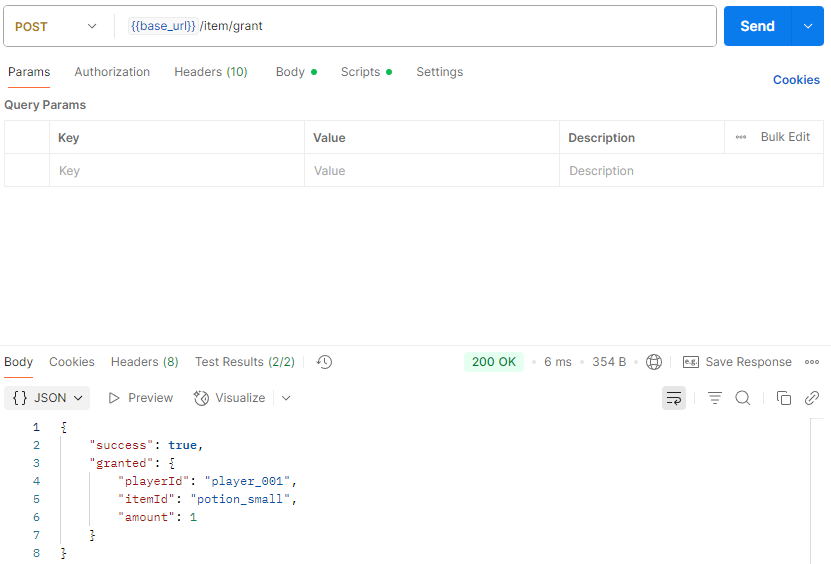 POST {{base_url}} /item/grant Send
Params Authorization Headers (10) Body Scripts Settings Cookies
Query Params
Key Value Description Bulk Edit
Key Value Description
Body Cookies Headers (8) Test Results (2/2) 200 OK 6 ms 354 B e.g. Save Response
{ } JSON Preview Visualize
1 {
2 "success": true,
3 "granted": {
4 "playerId": "player_001",
5 "itemId": "potion_small",
6 "amount": 1
7 }
8 }